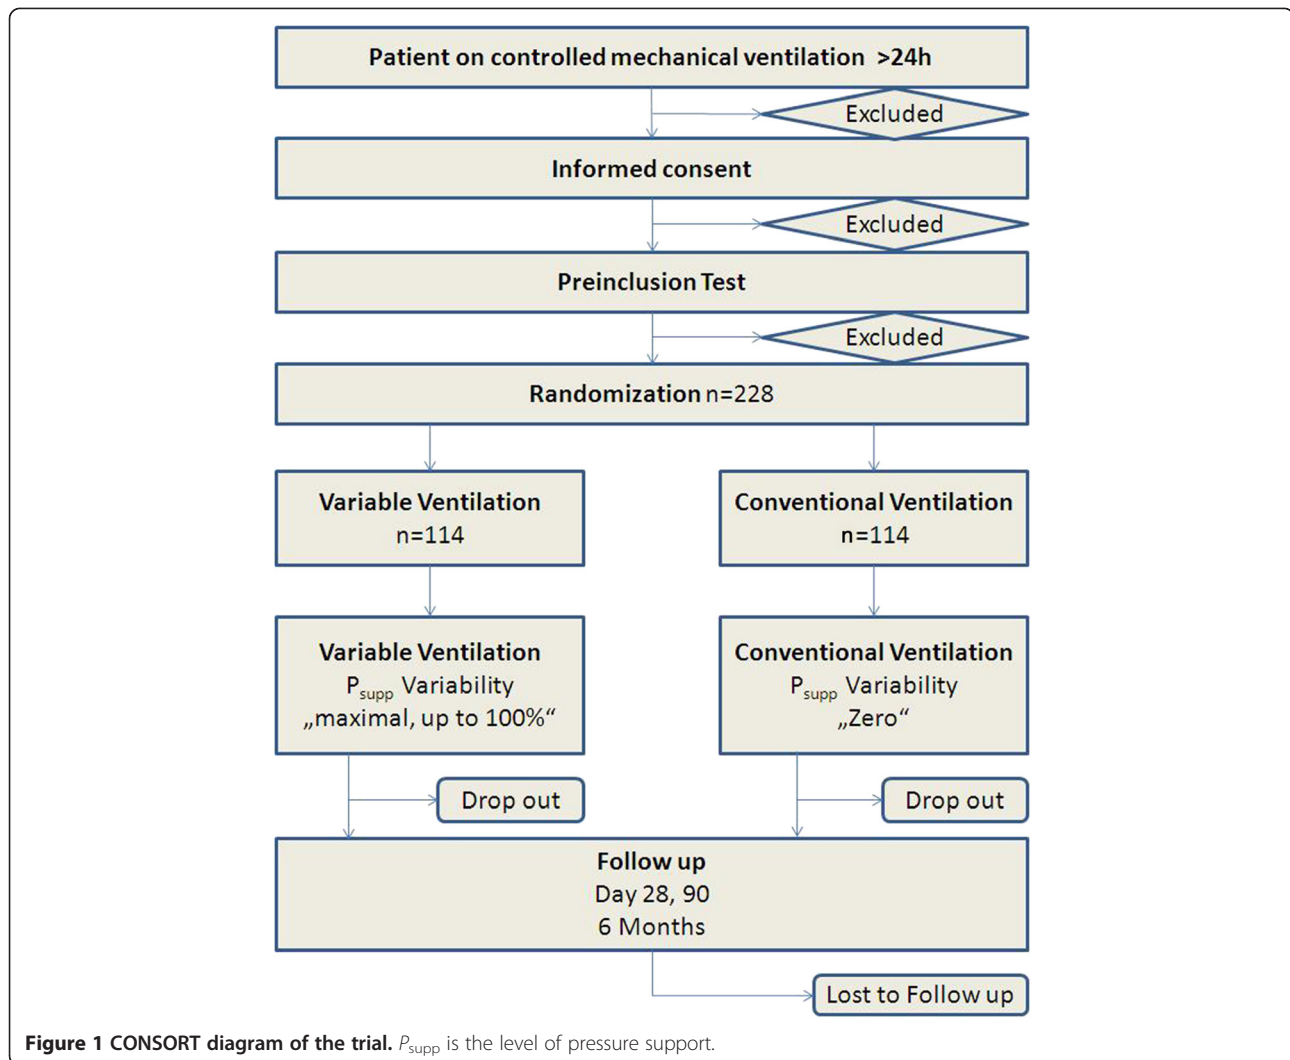 Patient on controlled mechanical ventilation >24h
Excluded
Informed consent
Excluded
Preinclusion Test
Excluded
Randomization n=228
Variable Ventilation
n=114
Conventional Ventilation
n=114
Variable Ventilation
Psupp Variability
„maximal, up to 100%“
Conventional Ventilation
Psupp Variability
„Zero“
Drop out
Drop out
Follow up
Day 28, 90
6 Months
Lost to Follow up
Figure 1 CONSORT diagram of the trial. Psupp is the level of pressure support.